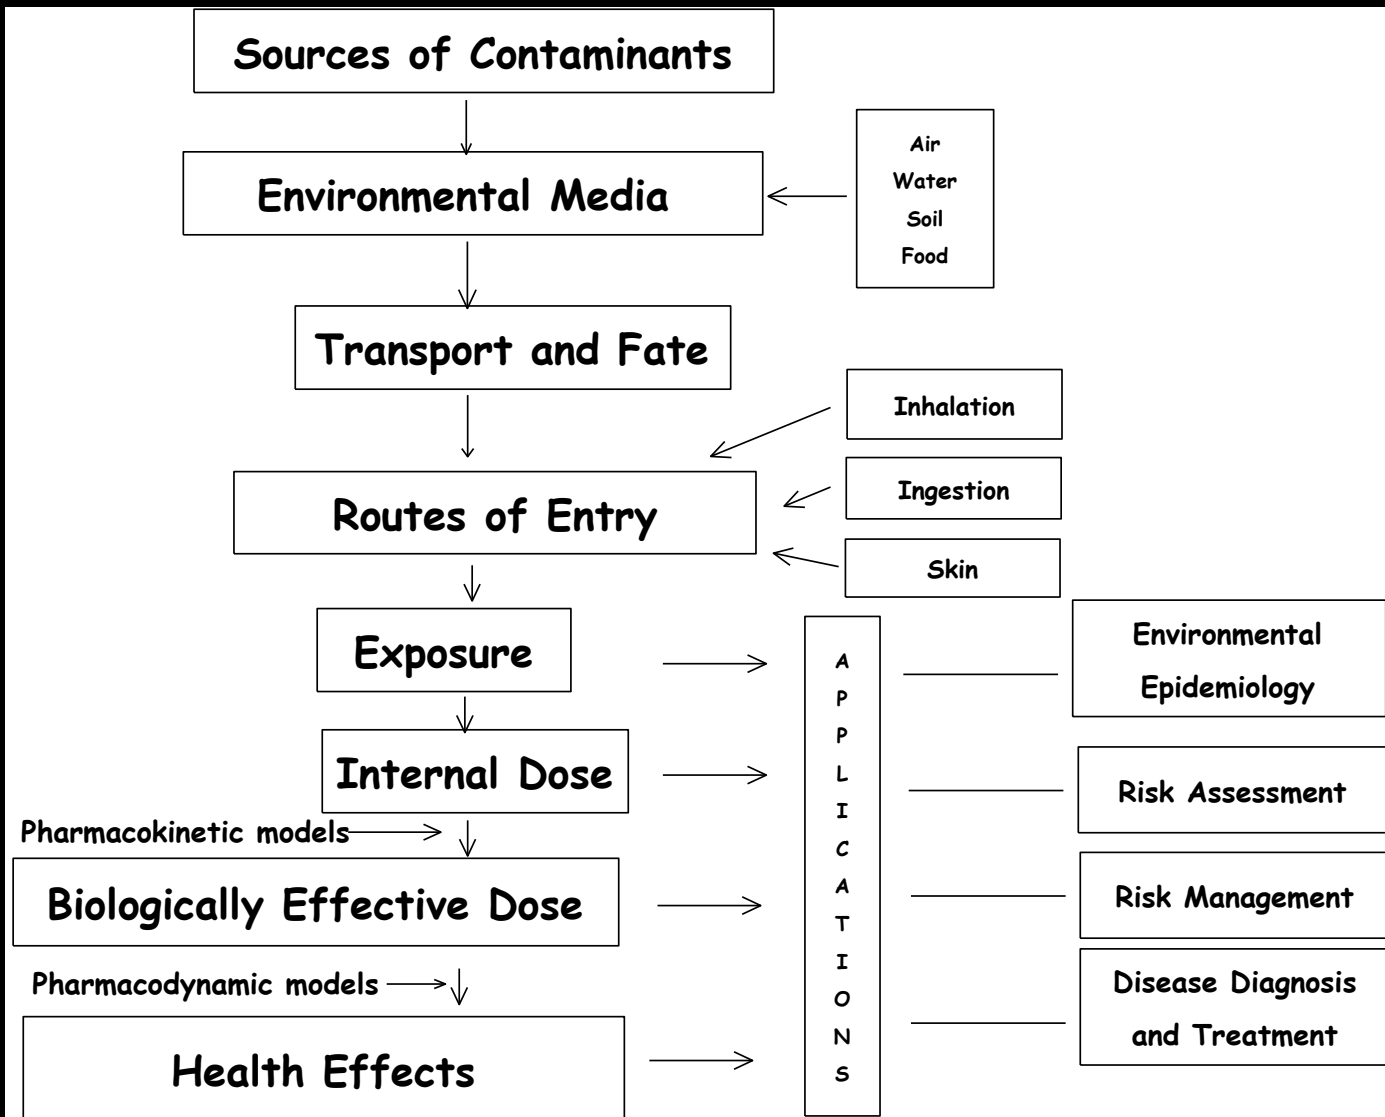 Sources of Contaminants
Environmental Media
Air
Water
Soil
Food
Transport and Fate
Inhalation
Routes of Entry
Ingestion
Skin
Exposure
Internal Dose
Pharmacokinetic models
Biologically Effective Dose
Pharmacodynamic models
Health Effects
A
P
P
L
I
C
A
T
I
O
N
S
Environmental
Epidemiology
Risk Assessment
Risk Management
Disease Diagnosis
and Treatment